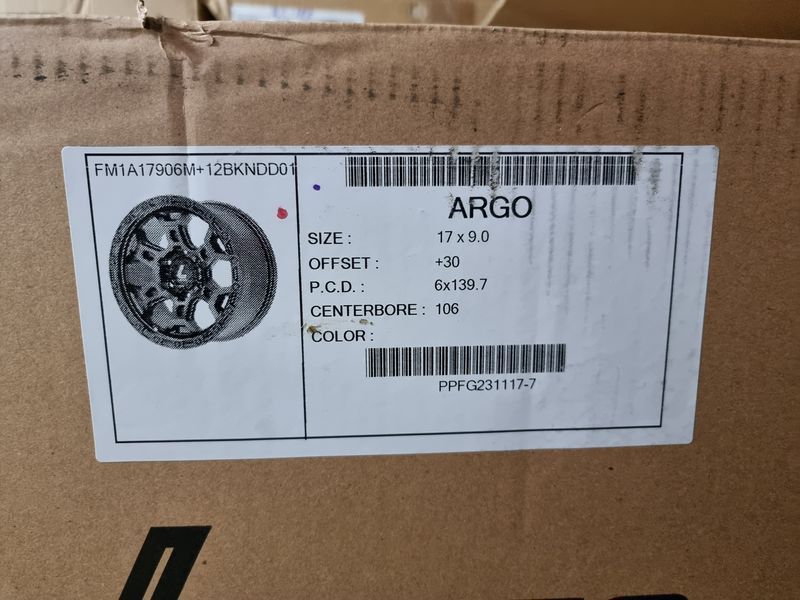 FM1A17906M+12BKNDD01
ARGO
SIZE : 17 x 9.0
OFFSET : +30
P.C.D. : 6x139.7
CENTERBORE : 106
COLOR :
PPFG231117-7